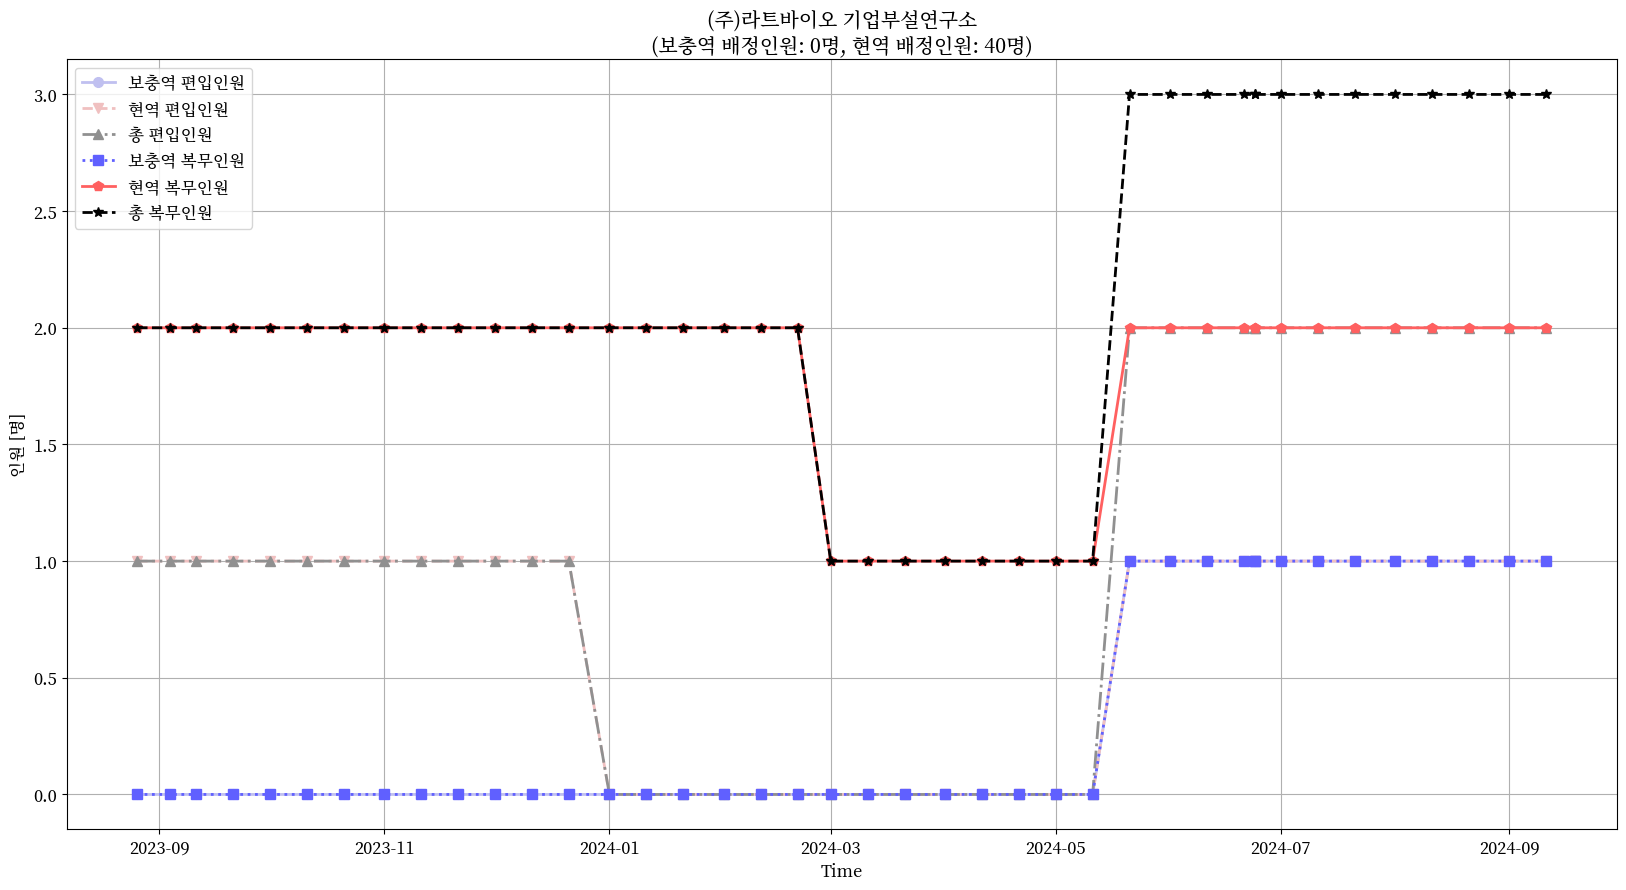 (주)라트바이오 기업부설연구소
(보충역 배정인원: 0명, 현역 배정인원: 40명)
보충역 편입인원
현역 편입인원
총 편입인원
보충역 복무인원
현역 복무인원
총 복무인원
3.0
2.5
2.0
1.5
1.0
0.5
0.0
인원 [명]
2023-09
2023-11
2024-01
2024-03
2024-05
2024-07
2024-09
Time